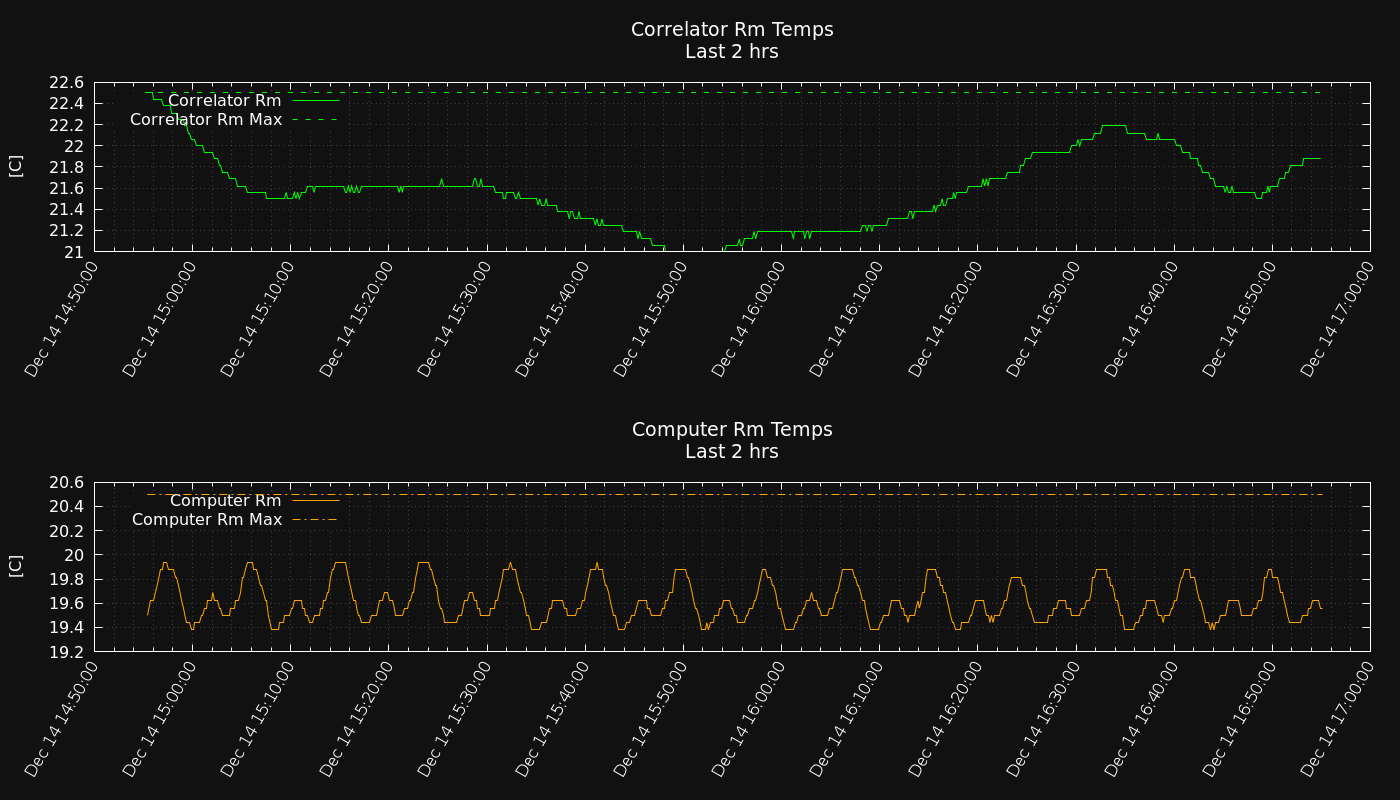 Correlator Rm Temps
Last 2 hrs
[C]
22.6
22.4
22.2
22
21.8
21.6
21.4
21.2
21
Correlator Rm
Correlator Rm Max
Dec 14 14:50:00
Dec 14 15:00:00
Dec 14 15:10:00
Dec 14 15:20:00
Dec 14 15:30:00
Dec 14 15:40:00
Dec 14 15:50:00
Dec 14 16:00:00
Dec 14 16:10:00
Dec 14 16:20:00
Dec 14 16:30:00
Dec 14 16:40:00
Dec 14 16:50:00
Dec 14 17:00:00
Computer Rm Temps
Last 2 hrs
[C]
20.6
20.4
20.2
20
19.8
19.6
19.4
19.2
Computer Rm
Computer Rm Max
Dec 14 14:50:00
Dec 14 15:00:00
Dec 14 15:10:00
Dec 14 15:20:00
Dec 14 15:30:00
Dec 14 15:40:00
Dec 14 15:50:00
Dec 14 16:00:00
Dec 14 16:10:00
Dec 14 16:20:00
Dec 14 16:30:00
Dec 14 16:40:00
Dec 14 16:50:00
Dec 14 17:00:00